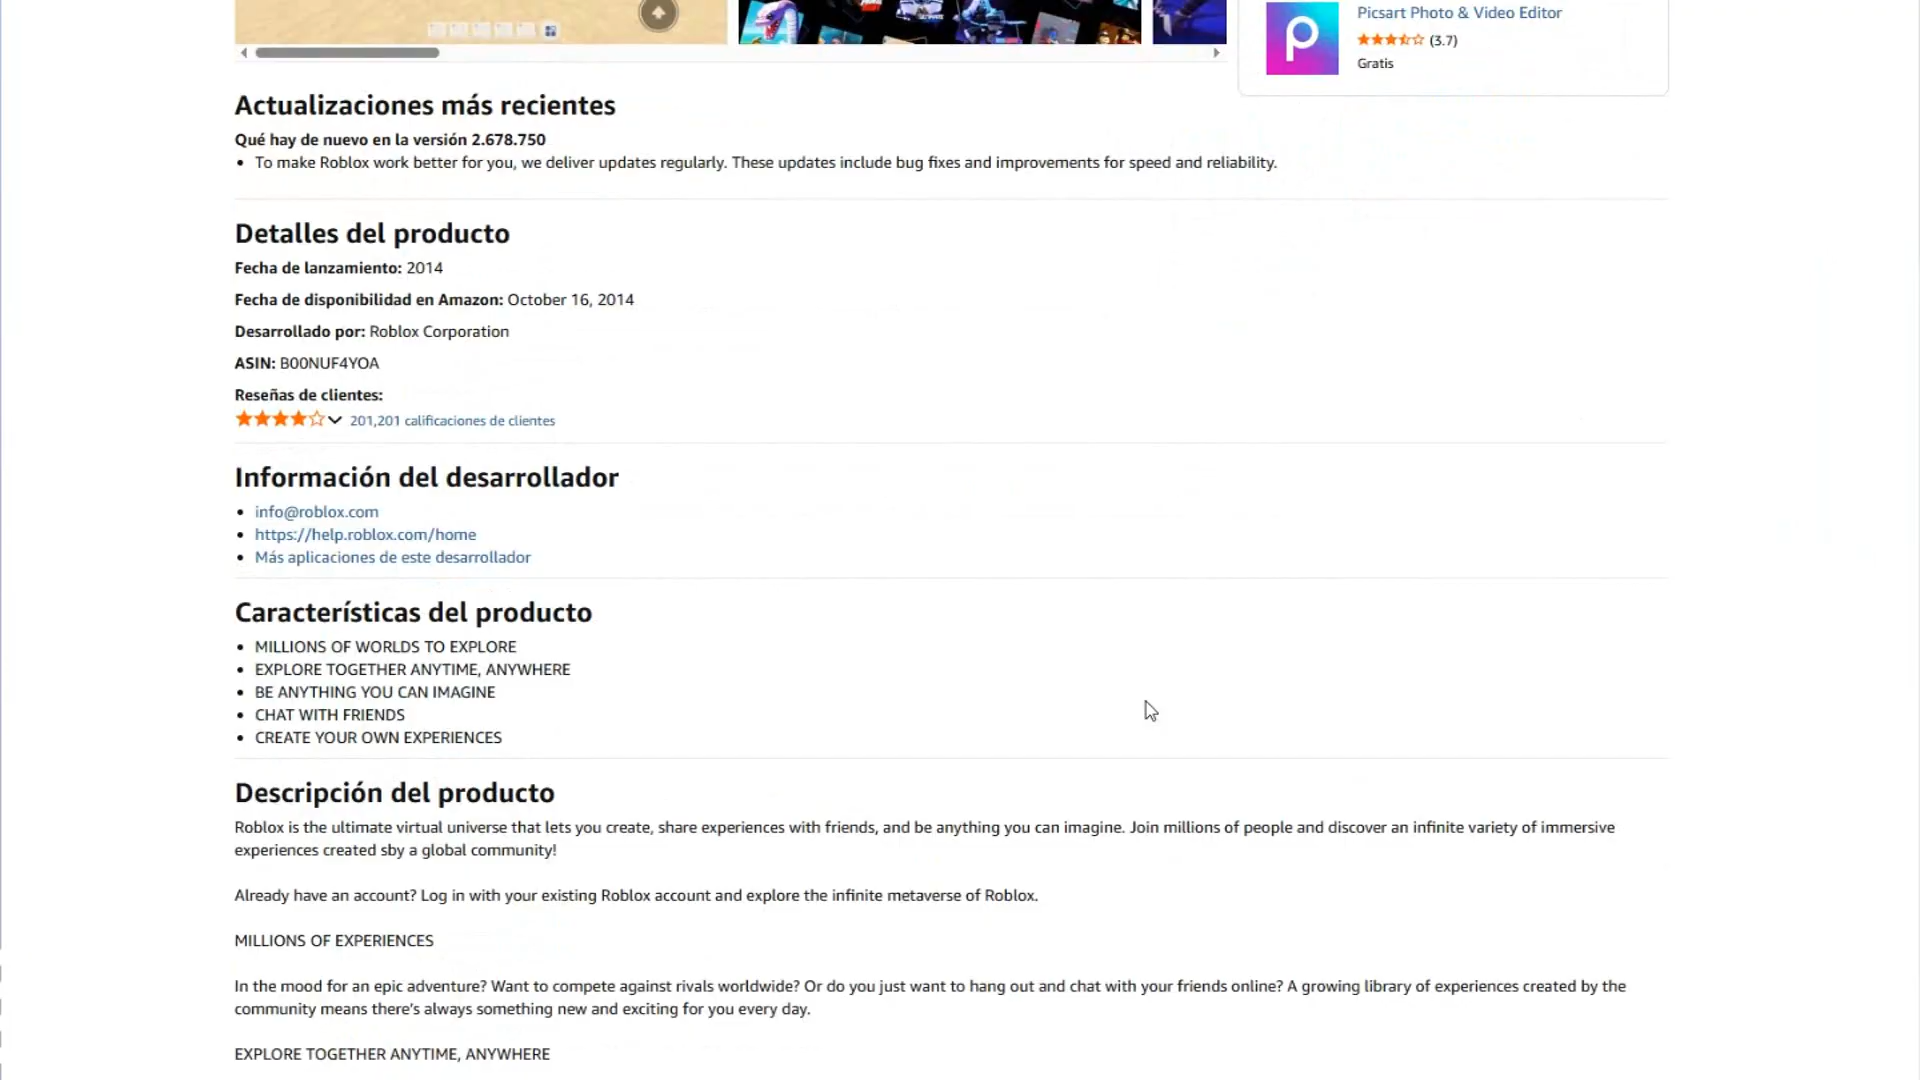 Picsart Photo & Video Editor
(3.7)
Gratis
Actualizaciones más recientes
Qué hay de nuevo en la versión 2.678.750
To make Roblox work better for you, we deliver updates regularly. These updates include bug fixes and improvements for speed and reliability.
Detalles del producto
Fecha de lanzamiento: 2014
Fecha de disponibilidad en Amazon: October 16, 2014
Desarrollado por: Roblox Corporation
ASIN: B00NUF4YOA
Reseñas de clientes:
201,201 calificaciones de clientes
Información del desarrollador
info@roblox.com
https://help.roblox.com/home
Más aplicaciones de este desarrollador
Características del producto
MILLIONS OF WORLDS TO EXPLORE
EXPLORE TOGETHER ANYTIME, ANYWHERE
BE ANYTHING YOU CAN IMAGINE
CHAT WITH FRIENDS
CREATE YOUR OWN EXPERIENCES
Descripción del producto
Roblox is the ultimate virtual universe that lets you create, share experiences with friends, and be anything you can imagine. Join millions of people and discover an infinite variety of immersive
experiences created sby a global community!
Already have an account? Log in with your existing Roblox account and explore the infinite metaverse of Roblox.
MILLIONS OF EXPERIENCES
In the mood for an epic adventure? Want to compete against rivals worldwide? Or do you just want to hang out and chat with your friends online? A growing library of experiences created by the
community means there's always something new and exciting for you every day.
EXPLORE TOGETHER ANYTIME, ANYWHERE